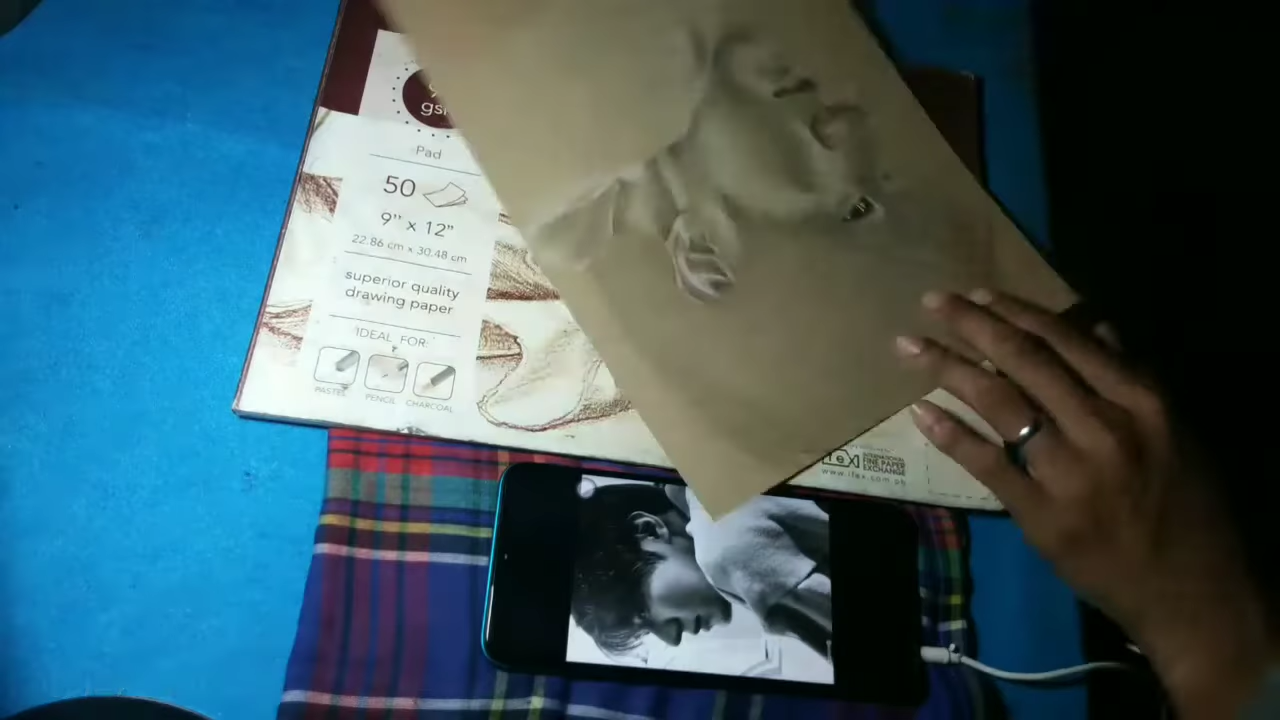 Pad
50
9" x 12"
22.86 cm x 30.48 cm
superior quality
drawing paper
IDEAL FOR:
PASTEL
PENCIL
CHARCOAL
INTERNATIONAL
FINE PAPER
EXCHANGE
www.ifex.com.ph